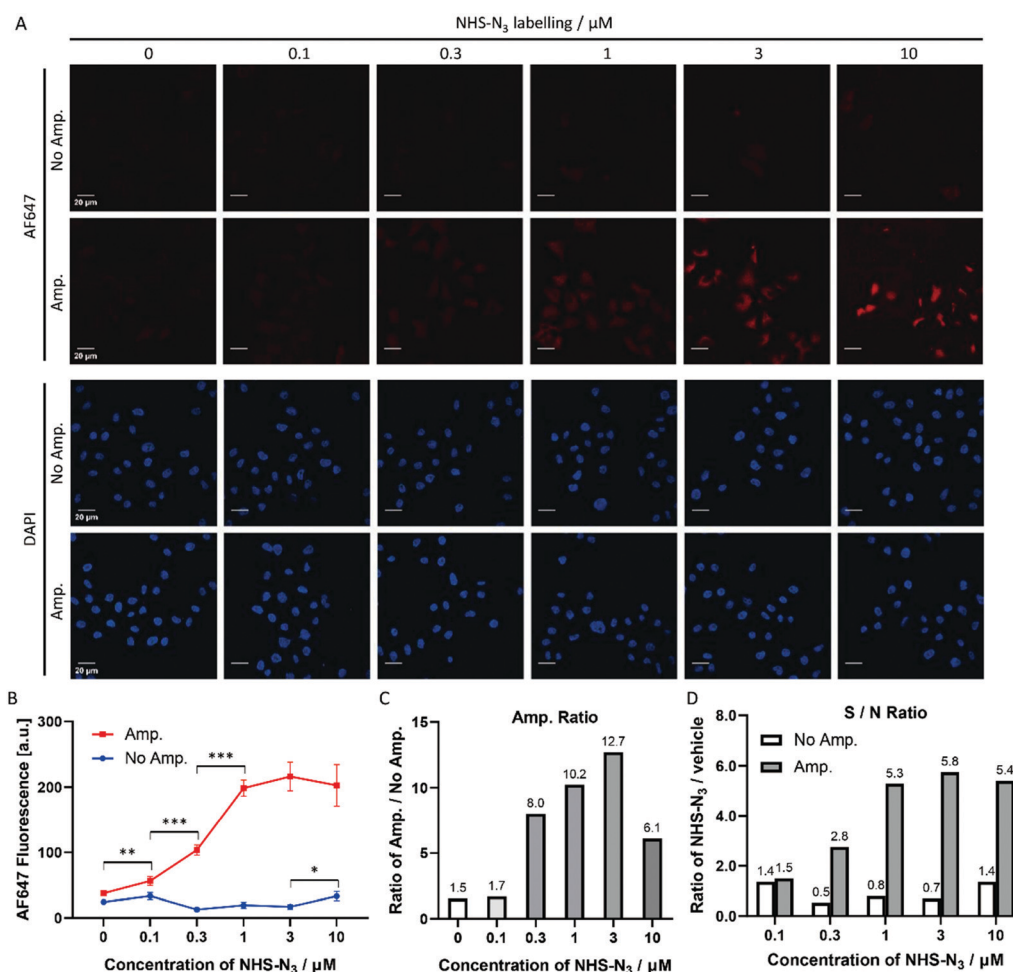 A
NHS-N₃ labelling / µM
0 0.1 0.3 1 3 10
AF647
No Amp.
20 µm
Amp.
20 µm
DAPI
No Amp.
20 µm
Amp.
20 µm
B
AF647 Fluorescence [a.u.]
300
200
100
0
Amp.
No Amp.
** *** *** *
0 0.1 0.3 1 3 10
Concentration of NHS-N₃ / µM
C
Amp. Ratio
Ratio of Amp. / No Amp.
15
10
5
0
1.5 1.7 8.0 10.2 12.7 6.1
0 0.1 0.3 1 3 10
Concentration of NHS-N₃ / µM
D
S / N Ratio
Ratio of NHS-N₃ / vehicle
8.0
6.0
4.0
2.0
0.0
No Amp.
Amp.
1.4 1.5 0.5 2.8 0.8 5.3 0.7 5.8 1.4 5.4
0.1 0.3 1 3 10
Concentration of NHS-N₃ / µM